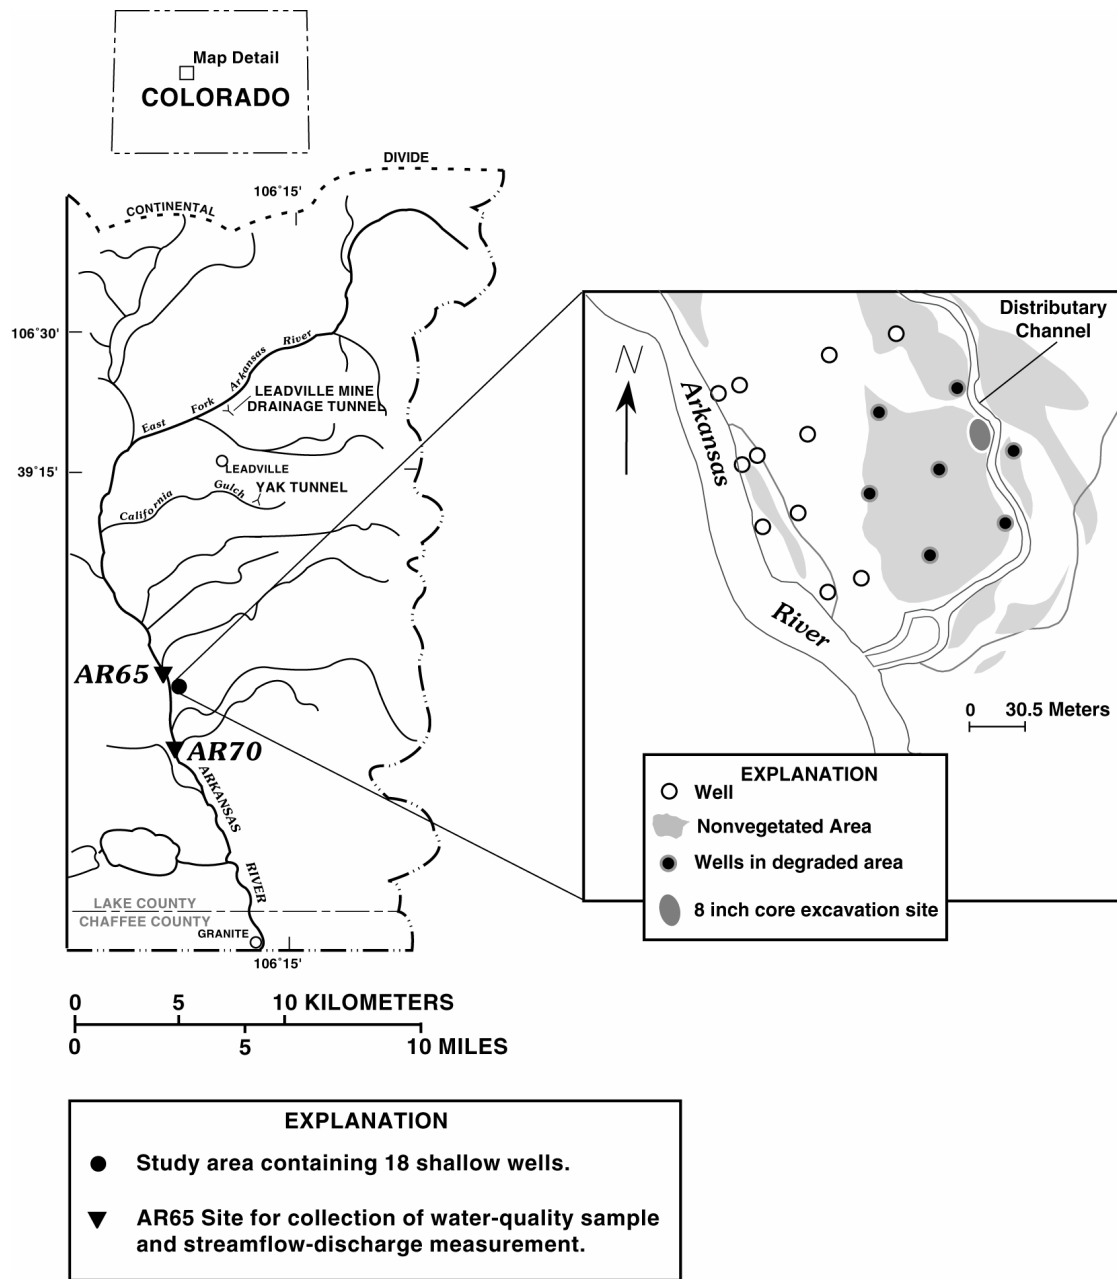 Map Detail
COLORADO
DIVIDE
106°15'
CONTINENTAL
106°30'
East Fork Arkansas River
LEADVILLE MINE
DRAINAGE TUNNEL
39°15'
LEADVILLE
California Gulch
YAK TUNNEL
AR65
AR70
ARKANSAS
RIVER
LAKE COUNTY
CHAFFEE COUNTY
GRANITE
106°15'
Distributary
Channel
N
Arkansas
River
0 30.5 Meters
EXPLANATION
Well
Nonvegetated Area
Wells in degraded area
8 inch core excavation site
0 5 10 KILOMETERS
0 5 10 MILES
EXPLANATION
Study area containing 18 shallow wells.
AR65 Site for collection of water-quality sample
and streamflow-discharge measurement.